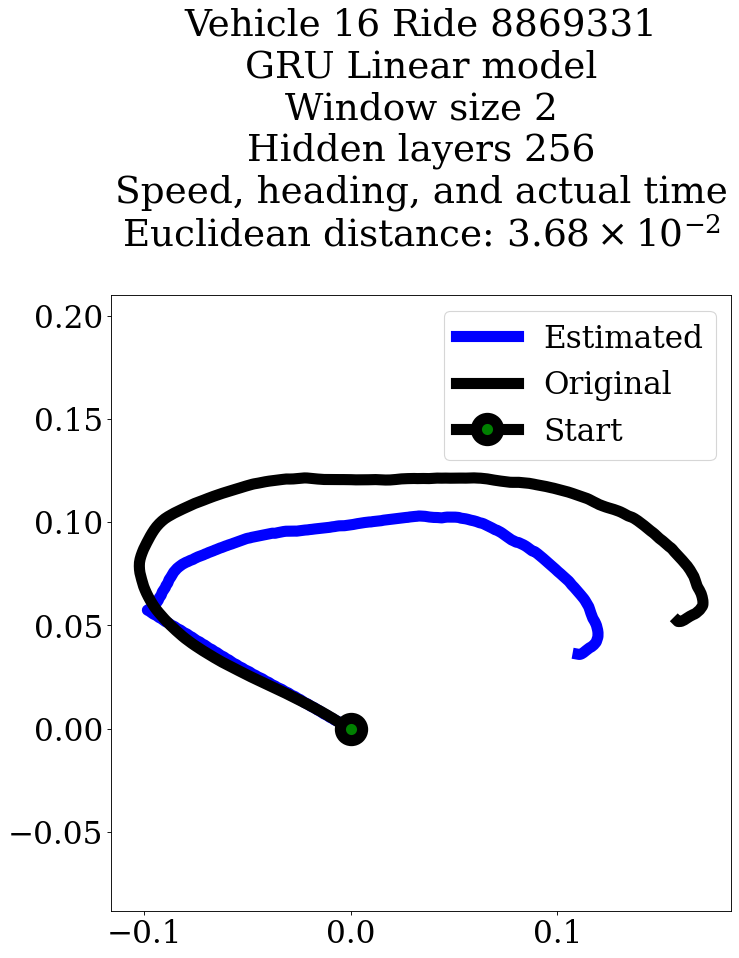 Vehicle 16 Ride 8869331
GRU Linear model
Window size 2
Hidden layers 256
Speed, heading, and actual time
Euclidean distance: 3.68 × 10⁻²
Estimated
Original
Start
0.20
0.15
0.10
0.05
0.00
−0.05
−0.1
0.0
0.1